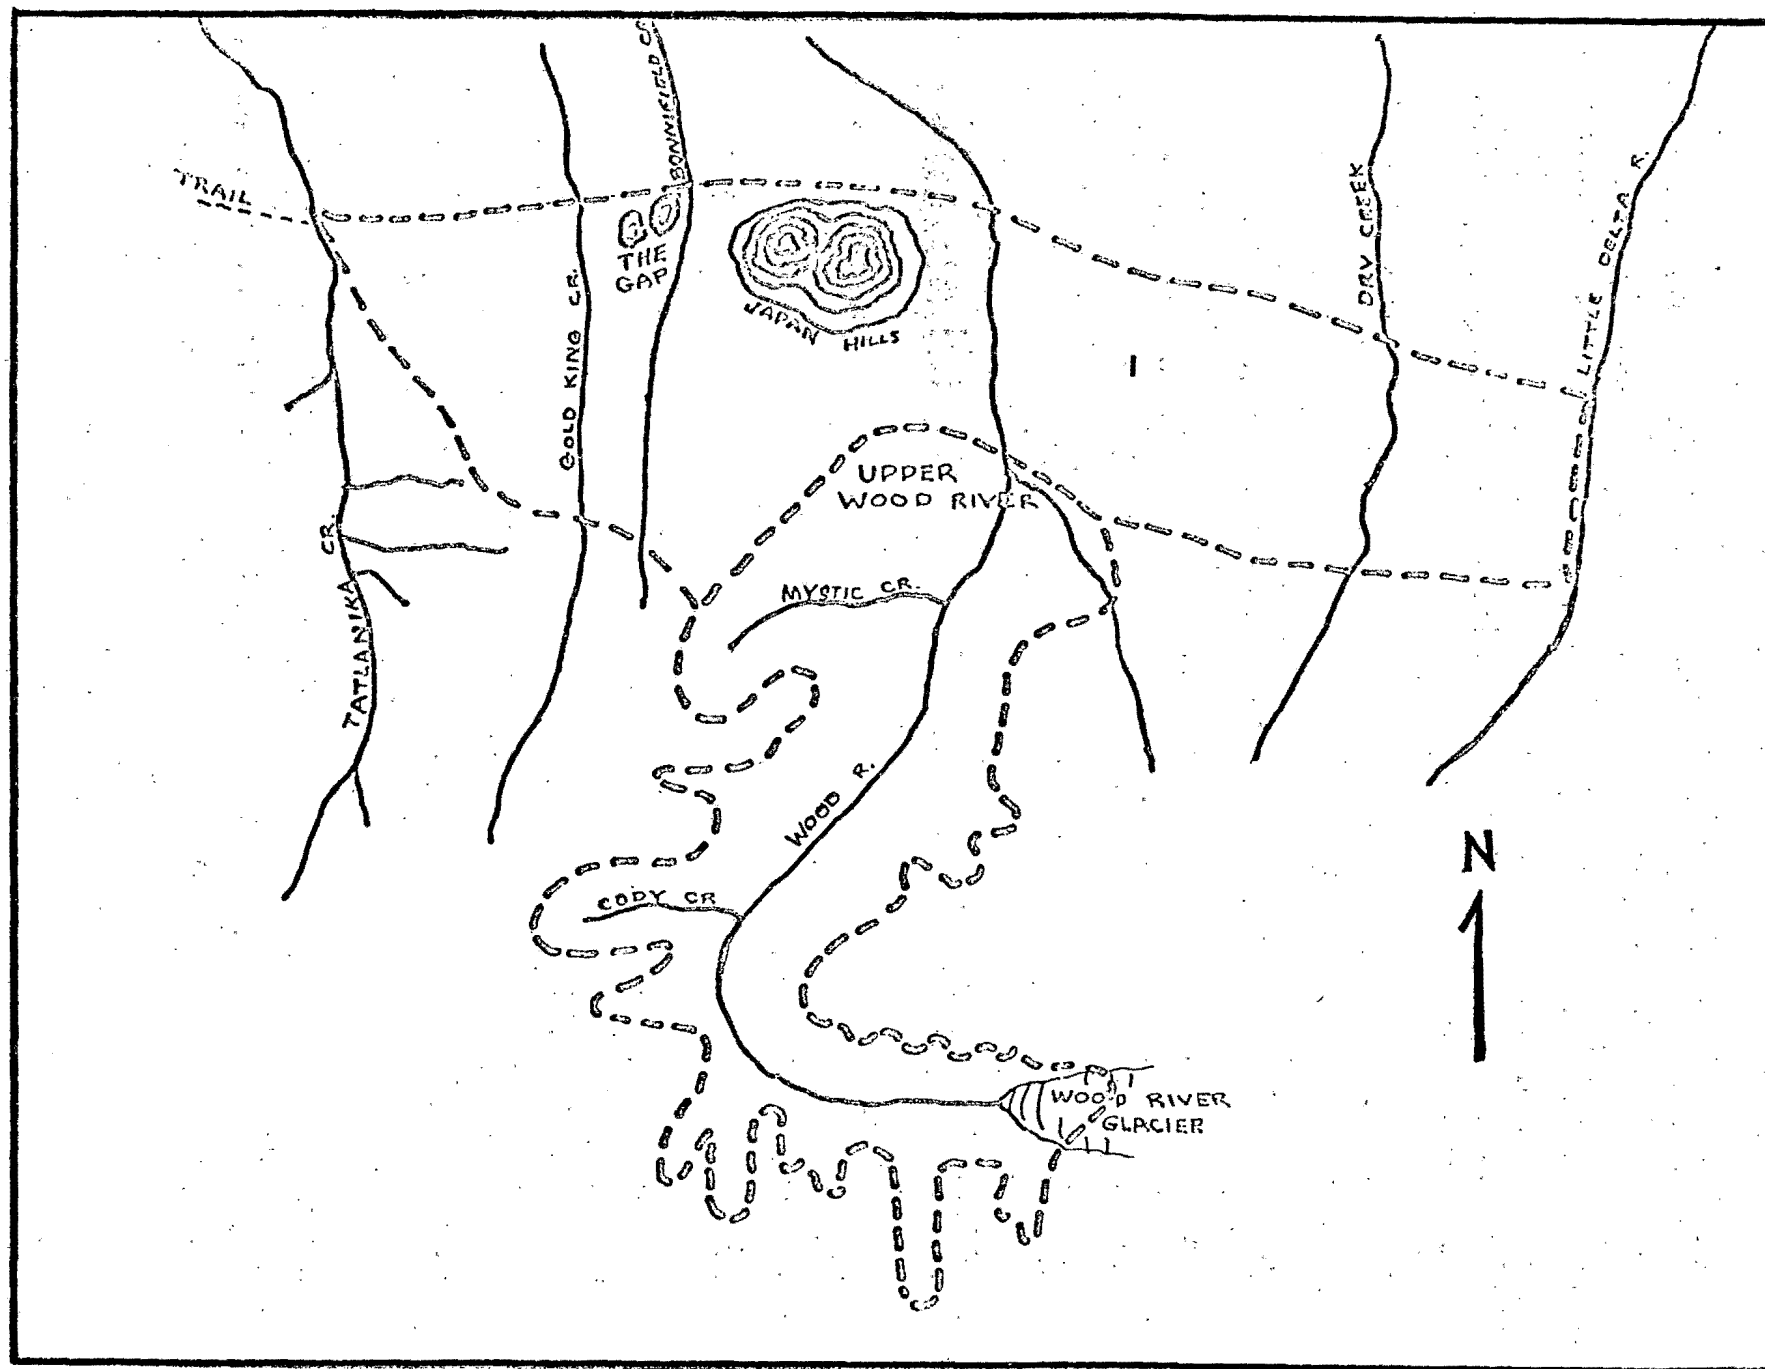 BONNIFIELD C.
TRAIL
DRY CREEK
LITTLE DELTA R.
THE
GAP
GOLD KING CR.
JAPAN HILLS
UPPER
WOOD RIVER
MYSTIC CR.
TATLANIKA CR.
WOOD R.
N
CODY CR
WOOD RIVER
GLACIER